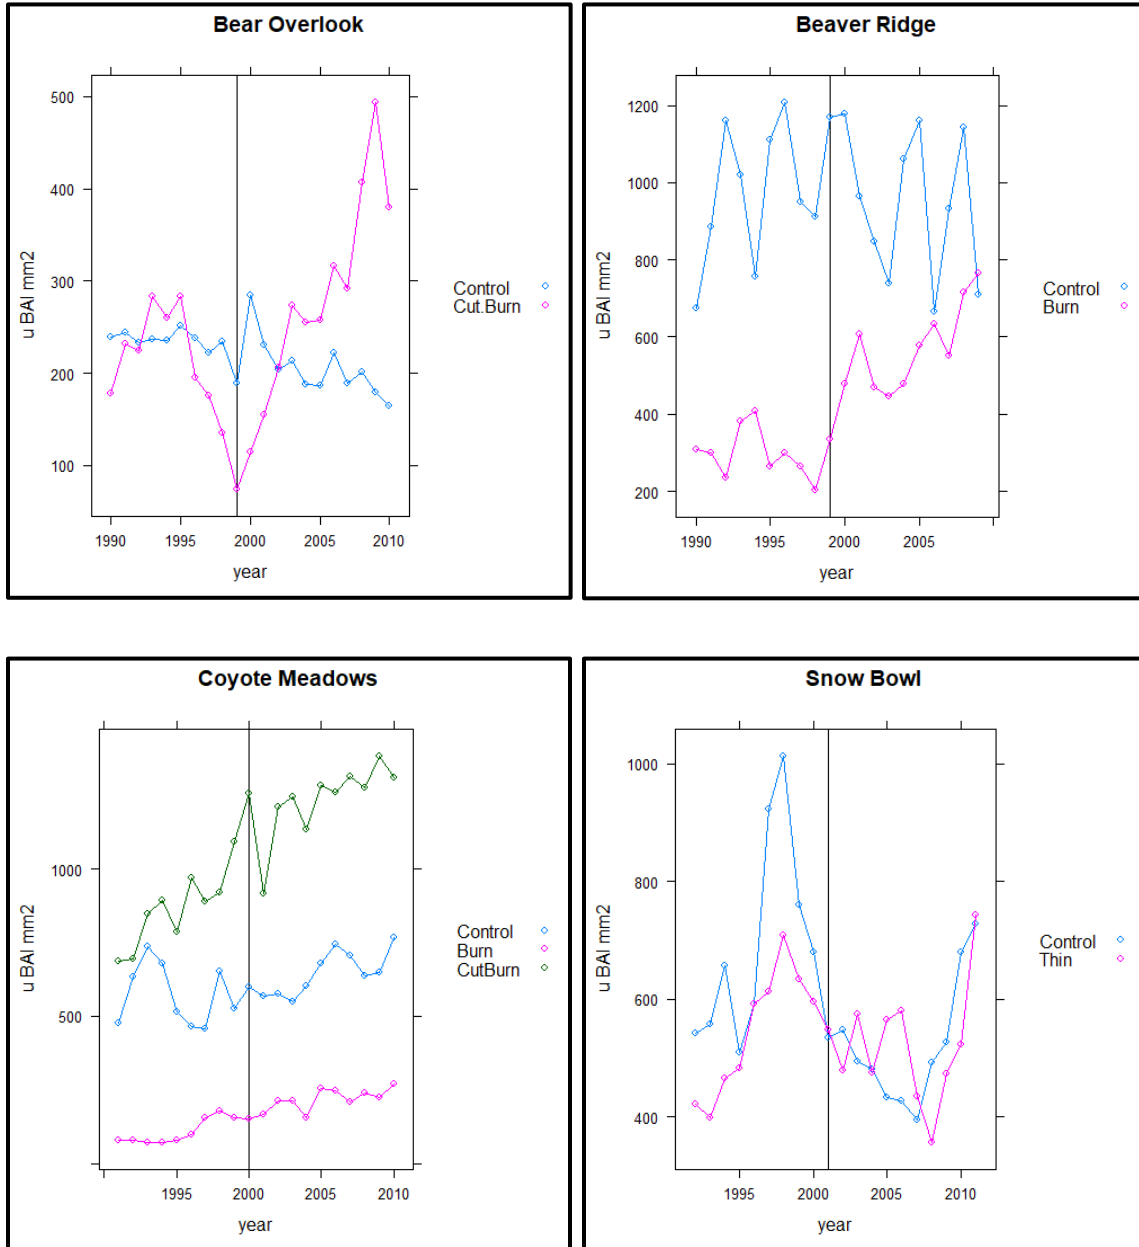 Bear Overlook
500
400
300
200
100
u BAI mm2
1990 1995 2000 2005 2010
year
Control
Cut.Burn
Beaver Ridge
1200
1000
800
600
400
200
u BAI mm2
1990 1995 2000 2005
year
Control
Burn
Coyote Meadows
1000
500
u BAI mm2
1995 2000 2005 2010
year
Control
Burn
CutBurn
Snow Bowl
1000
800
600
400
u BAI mm2
1995 2000 2005 2010
year
Control
Thin